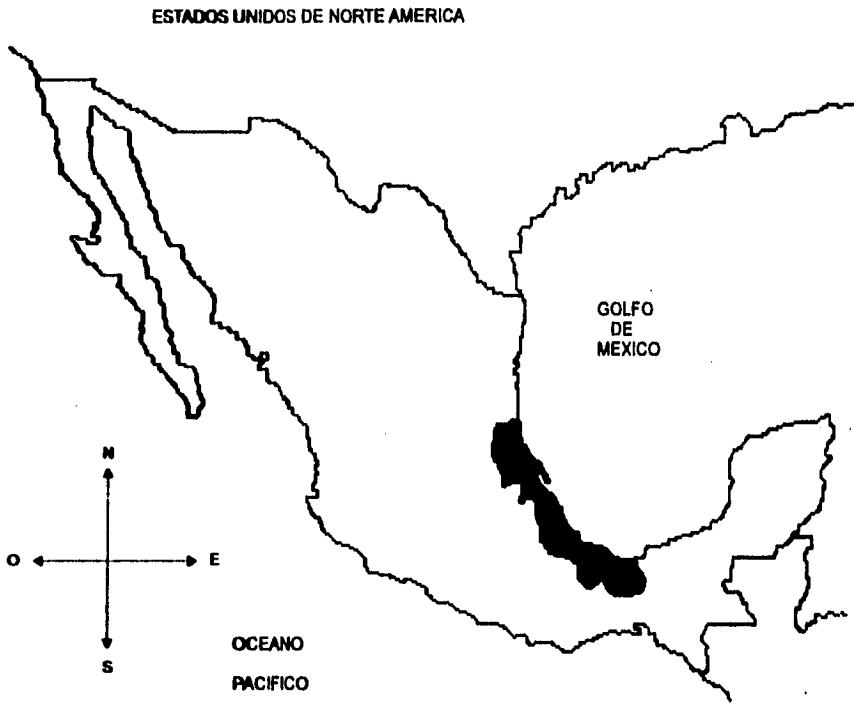 ESTADOS UNIDOS DE NORTE AMERICA
GOLFO
DE
MEXICO
N
O
E
S
OCEANO
PACIFICO